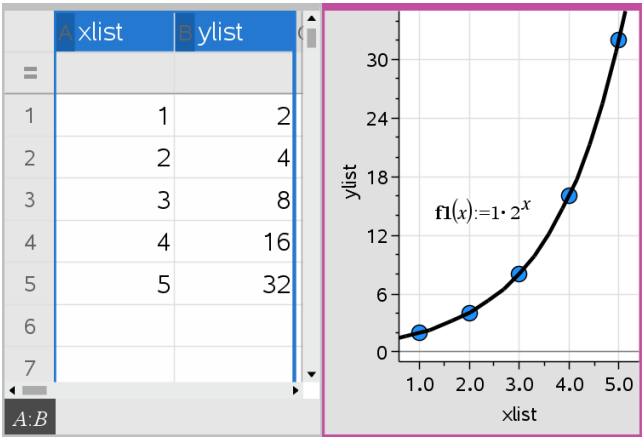 A xlist B ylist C
=
1 1 2
2 2 4
3 3 8
4 4 16
5 5 32
6
7
A:B
30
24
18
12
6
0
ylist
f1(x):=1·2^x
1.0 2.0 3.0 4.0 5.0
xlist